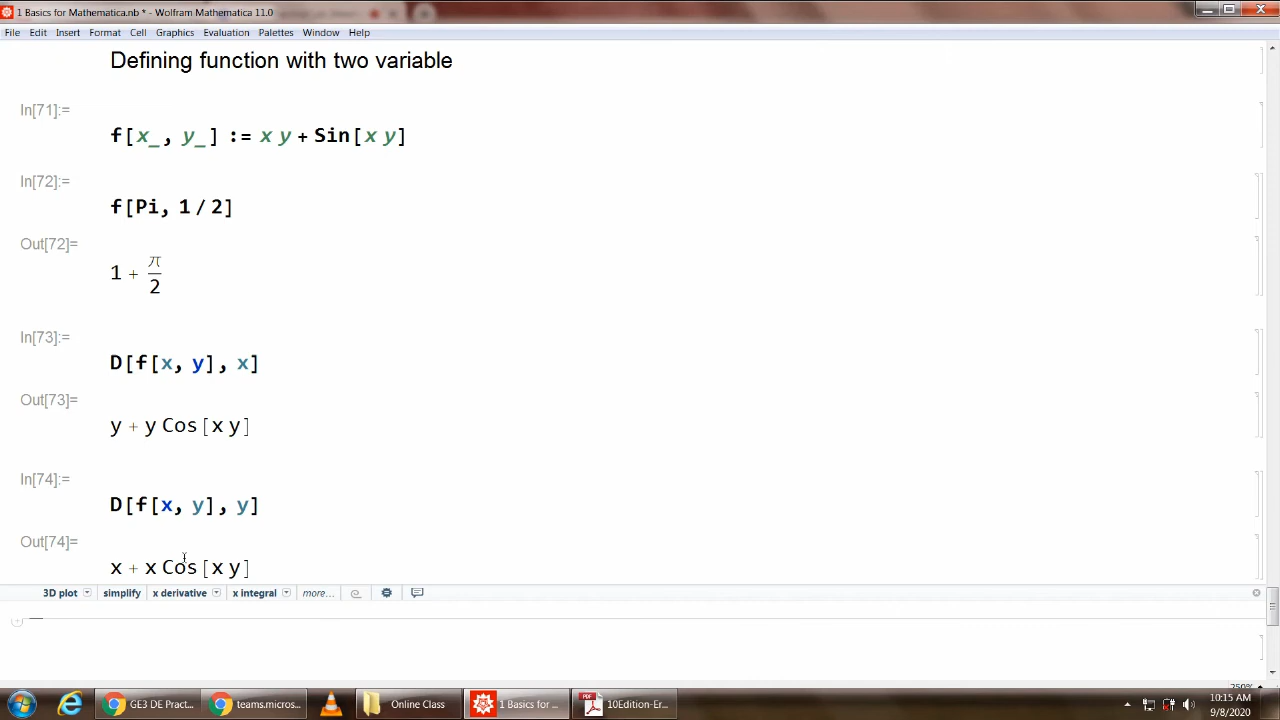 1 Basics for Mathematica.nb * - Wolfram Mathematica 11.0
File Edit Insert Format Cell Graphics Evaluation Palettes Window Help
Defining function with two variable
In[71]:=
f[x_, y_] := x y + Sin[x y]
In[72]:=
f[Pi, 1 / 2]
Out[72]=
1 + π/2
In[73]:=
D[f[x, y], x]
Out[73]=
y + y Cos[x y]
In[74]:=
D[f[x, y], y]
Out[74]=
x + x Cos[x y]
3D plot simplify x derivative x integral more...
GE3 DE Pract... teams.micros... Online Class 1 Basics for ... 10Edition-Er...
10:15 AM
9/8/2020